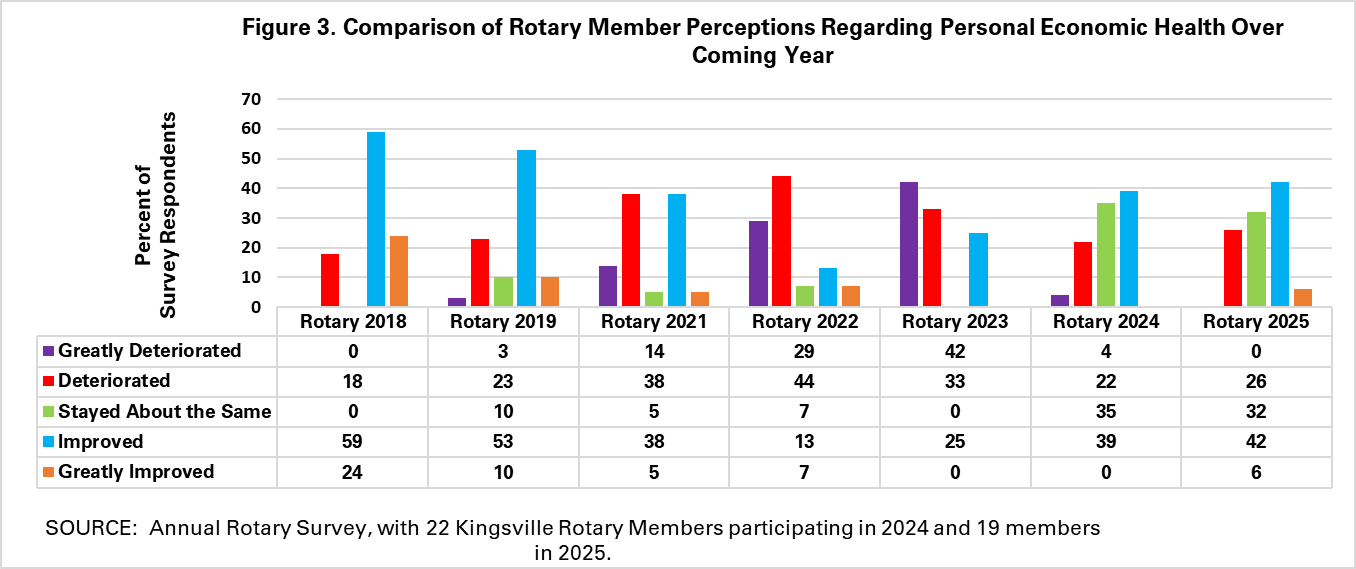 Figure 3. Comparison of Rotary Member Perceptions Regarding Personal Economic Health Over
Coming Year
Percent of
Survey Respondents
70
60
50
40
30
20
10
0
Rotary 2018 Rotary 2019 Rotary 2021 Rotary 2022 Rotary 2023 Rotary 2024 Rotary 2025
Greatly Deteriorated 0 3 14 29 42 4 0
Deteriorated 18 23 38 44 33 22 26
Stayed About the Same 0 10 5 7 0 35 32
Improved 59 53 38 13 25 39 42
Greatly Improved 24 10 5 7 0 0 6
SOURCE: Annual Rotary Survey, with 22 Kingsville Rotary Members participating in 2024 and 19 members
in 2025.